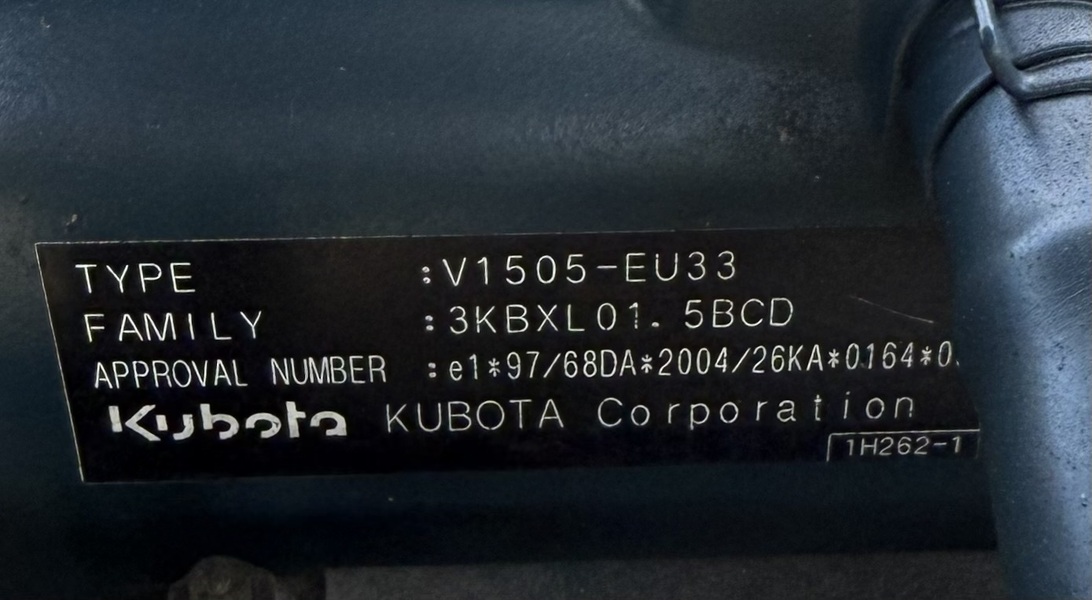 TYPE :V1505-EU33
FAMILY :3KBXL01.5BCD
APPROVAL NUMBER :e1*97/68DA*2004/26KA*0164*0
Kubota KUBOTA Corporation
1H262-1